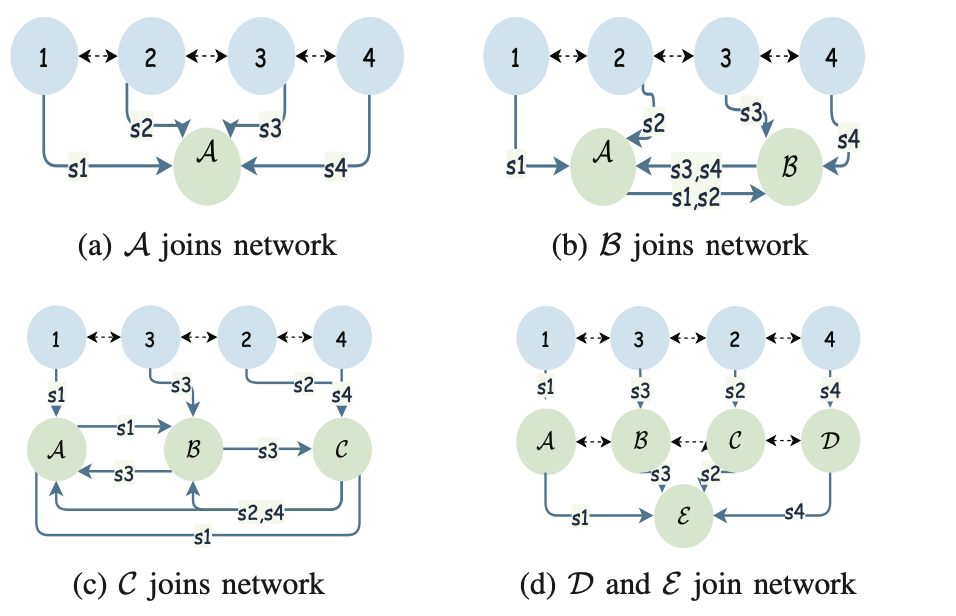 1 2 3 4
s2 s3
s1 𝒜 s4
(a) 𝒜 joins network
1 2 3 4
s2 s3 s4
s1 𝒜 s3,s4 ℬ
s1,s2
(b) ℬ joins network
1 3 2 4
s1 s3 s2 s4
𝒜 s1 ℬ s3 𝒞
s3
s2,s4
s1
(c) 𝒞 joins network
1 3 2 4
s1 s3 s2 s4
𝒜 ℬ 𝒞 𝒟
s3 s2
s1 ℰ s4
(d) 𝒟 and ℰ join network